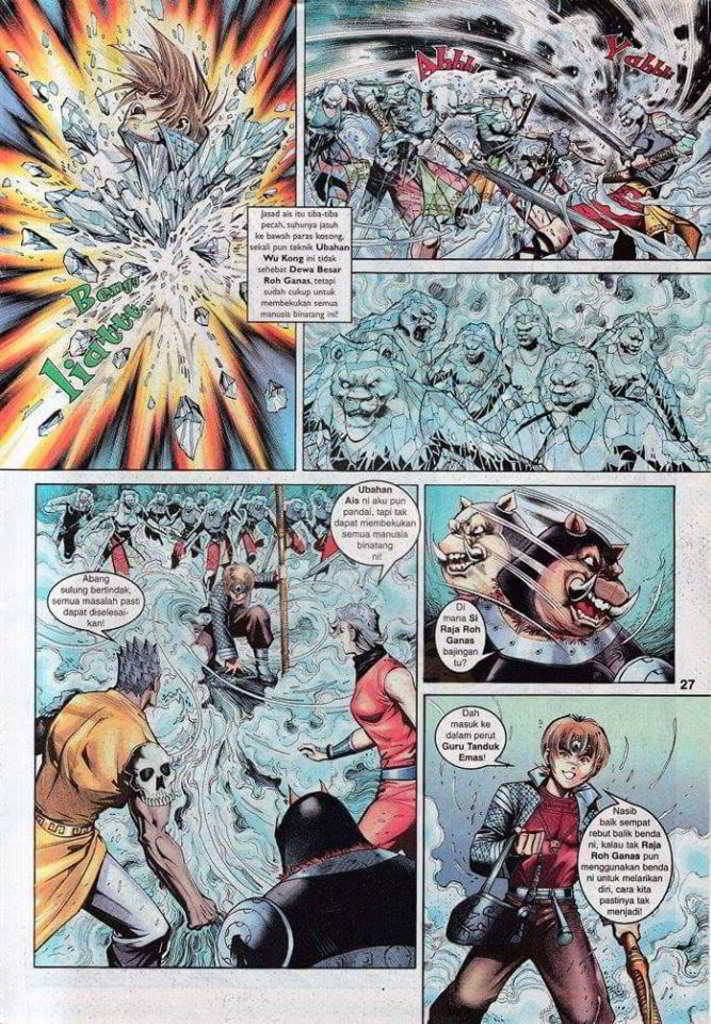 Bang!
liattt
Ahhh
Yahhh
Jasad ais itu tiba-tiba
pecah, suhunya jatuh
ke bawah paras kosong,
sekali pun teknik Ubahan
Wu Kong ini tidak
sehebat Dewa Besar
Roh Ganas, tetapi
sudah cukup untuk
membekukan semua
manusia binatang ini!
Ubahan
Ais ni aku pun
pandai, tapi tak
dapat membekukan
semua manusia
binatang
ni!
Abang
sulung bertindak,
semua masalah pasti
dapat diselesai-
kan!
Di
mana Si
Raja Roh
Ganas
bajingan
tu?
27
Dah
masuk ke
dalam perut
Guru Tanduk
Emas!
Nasib
baik sempat
rebut balik benda
ni, kalau tak Raja
Roh Ganas pun
menggunakan benda
ni untuk melarikan
diri, cara kita
pastinya tak
menjadi!